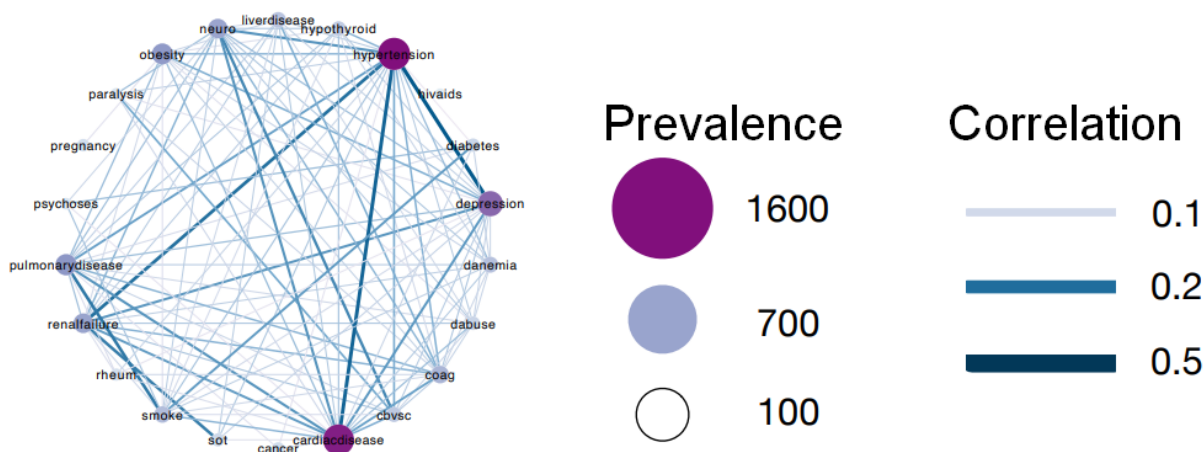 liverdisease
neuro
hypothyroid
obesity
hypertension
paralysis
hivaids
pregnancy
diabetes
psychoses
depression
pulmonarydisease
danemia
renalfailure
dabuse
rheum
coag
smoke
cbvsc
sot
cardiacdisease
cancer
Prevalence
1600
700
100
Correlation
0.1
0.2
0.5